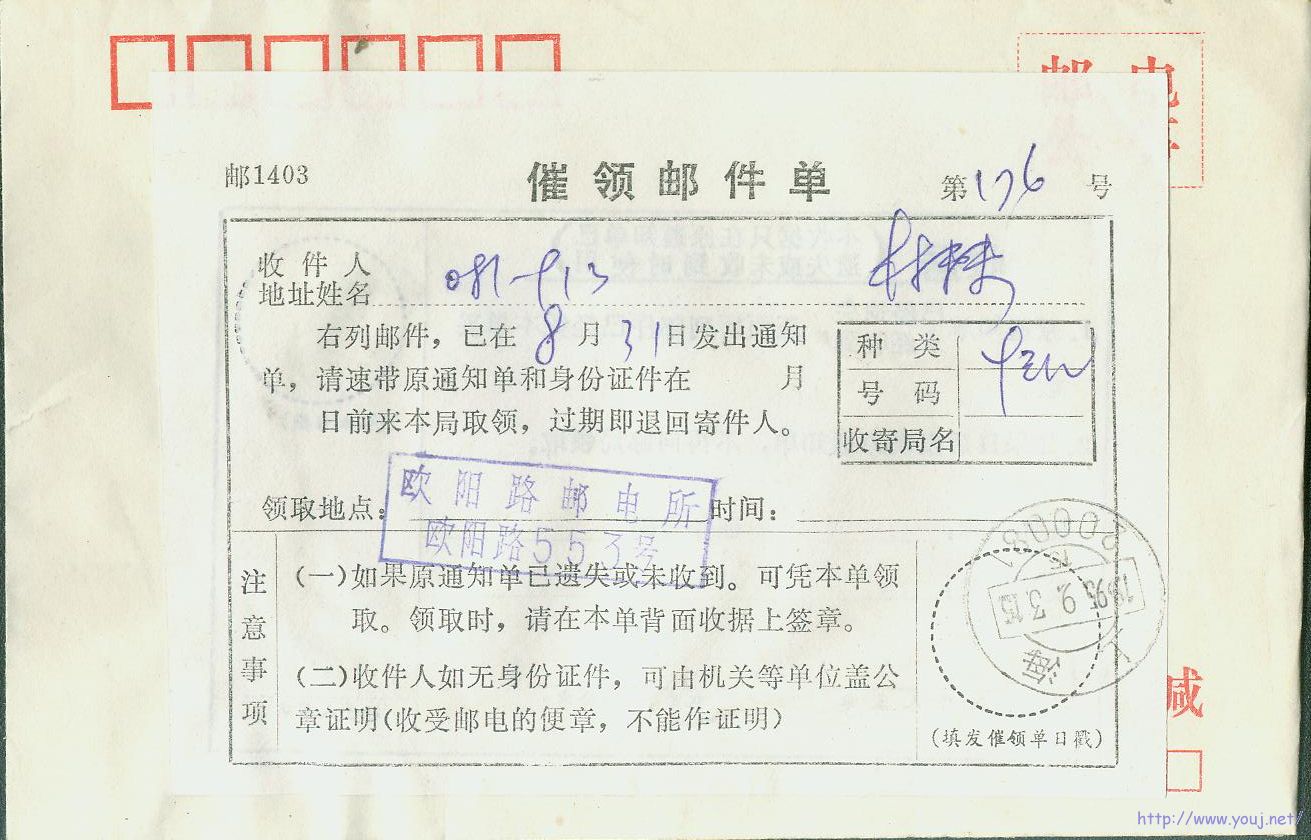 邮 电
邮1403
催领邮件单
第176号
收件人
地址姓名
右列邮件，已在8月31日发出通知
单，请速带原通知单和身份证件在 月
日前来本局取领，过期即退回寄件人。
种类
号码
收寄局名
领取地点： 时间：
欧阳路邮电所
欧阳路553号
注意事项
(一)如果原通知单已遗失或未收到。可凭本单领
取。领取时，请在本单背面收据上签章。
(二)收件人如无身份证件，可由机关等单位盖公
章证明(收受邮电的便章，不能作证明)
200081
1995.9.3.15
上海
(填发催领单日戳)
http://www.youj.net/